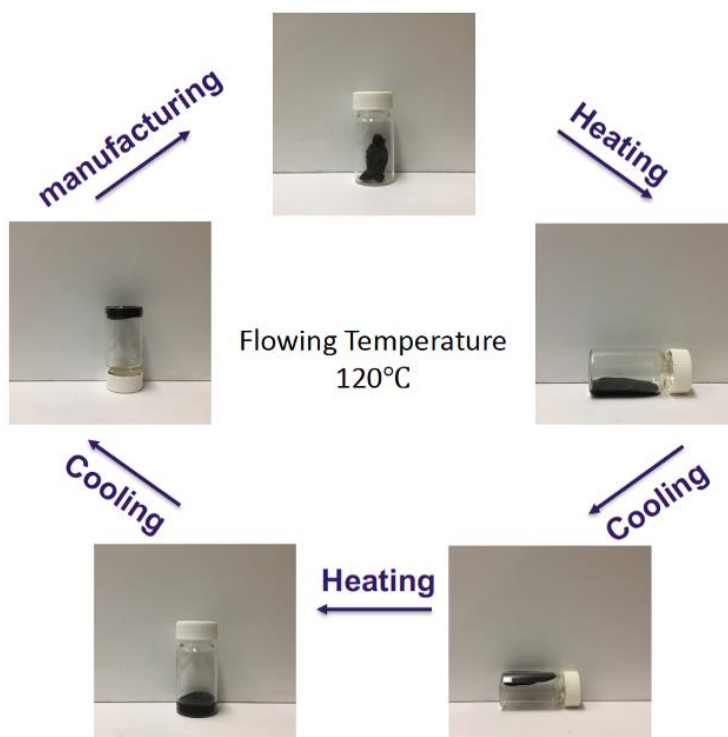 manufacturing
Heating
Flowing Temperature
120℃
Cooling
Heating
Cooling